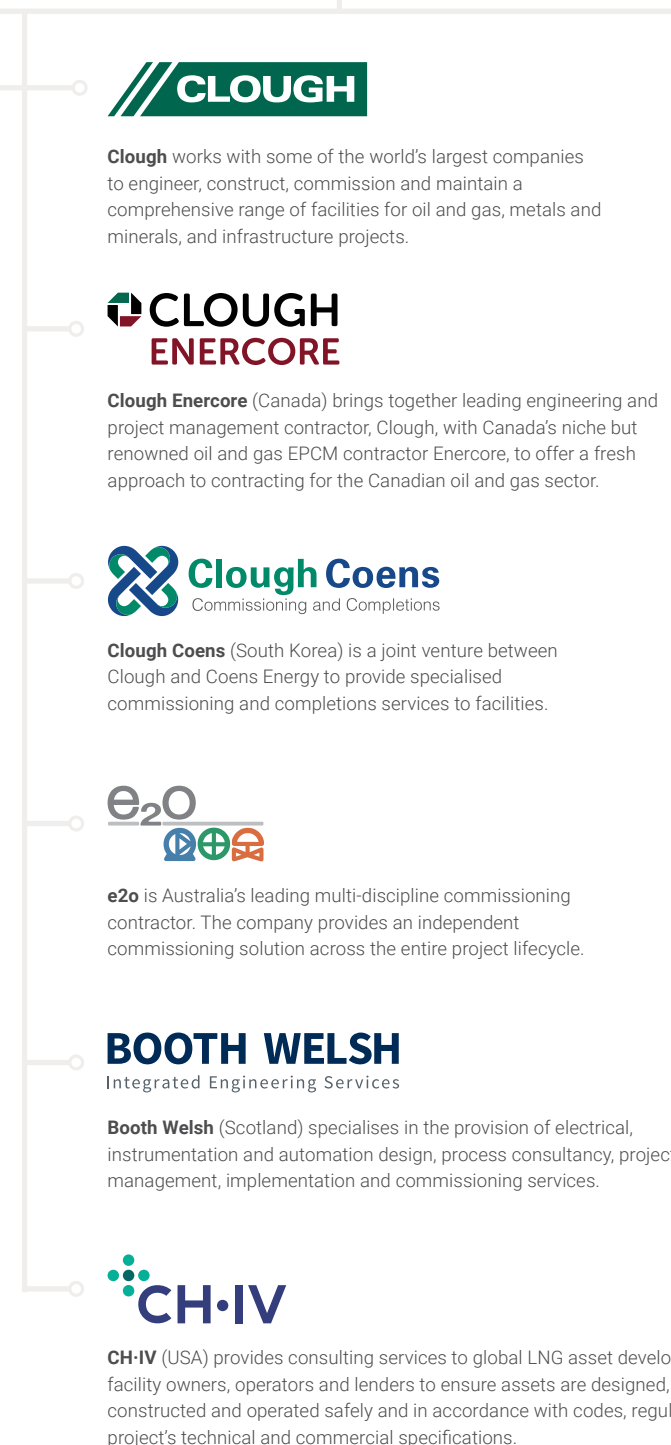 CLOUGH
Clough works with some of the world's largest companies
to engineer, construct, commission and maintain a
comprehensive range of facilities for oil and gas, metals and
minerals, and infrastructure projects.
CLOUGH
ENERCORE
Clough Enercore (Canada) brings together leading engineering and
project management contractor, Clough, with Canada's niche but
renowned oil and gas EPCM contractor Enercore, to offer a fresh
approach to contracting for the Canadian oil and gas sector.
Clough Coens
Commissioning and Completions
Clough Coens (South Korea) is a joint venture between
Clough and Coens Energy to provide specialised
commissioning and completions services to facilities.
e2o
e2o is Australia's leading multi-discipline commissioning
contractor. The company provides an independent
commissioning solution across the entire project lifecycle.
BOOTH WELSH
Integrated Engineering Services
Booth Welsh (Scotland) specialises in the provision of electrical,
instrumentation and automation design, process consultancy, project
management, implementation and commissioning services.
CH·IV
CH·IV (USA) provides consulting services to global LNG asset
facility owners, operators and lenders to ensure assets are designed,
constructed and operated safely and in accordance with codes,
project's technical and commercial specifications.